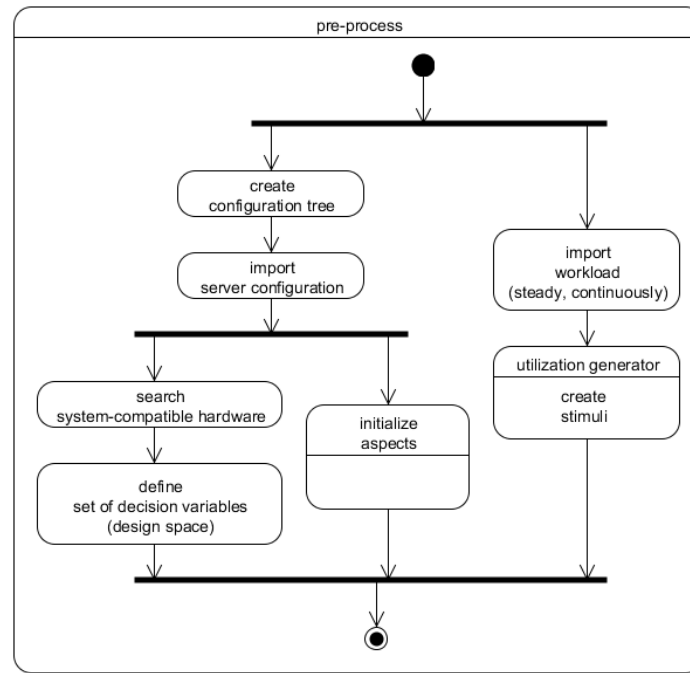 pre-process
create
configuration tree
import
server configuration
import
workload
(steady, continuously)
search
system-compatible hardware
initialize
aspects
utilization generator
create
stimuli
define
set of decision variables
(design space)